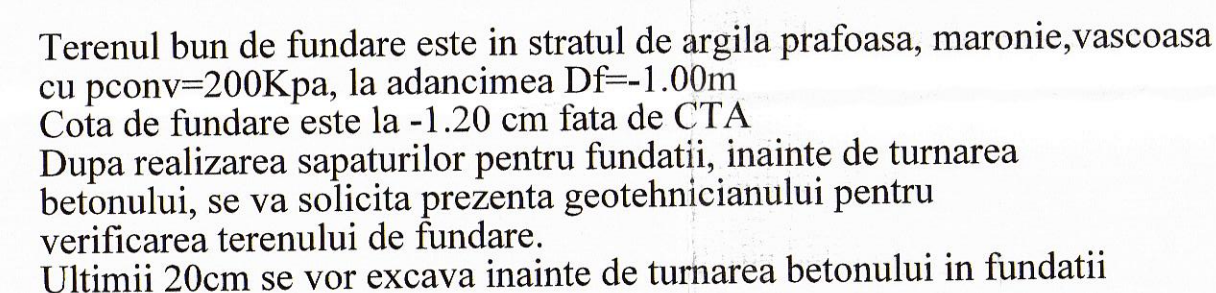 Terenul bun de fundare este in stratul de argila prafoasa, maronie,vascoasa
cu pconv=200Kpa, la adancimea Df=-1.00m
Cota de fundare este la -1.20 cm fata de CTA
Dupa realizarea sapaturilor pentru fundatii, inainte de turnarea
betonului, se va solicita prezenta geotehnicianului pentru
verificarea terenului de fundare.
Ultimii 20cm se vor excava inainte de turnarea betonului in fundatii